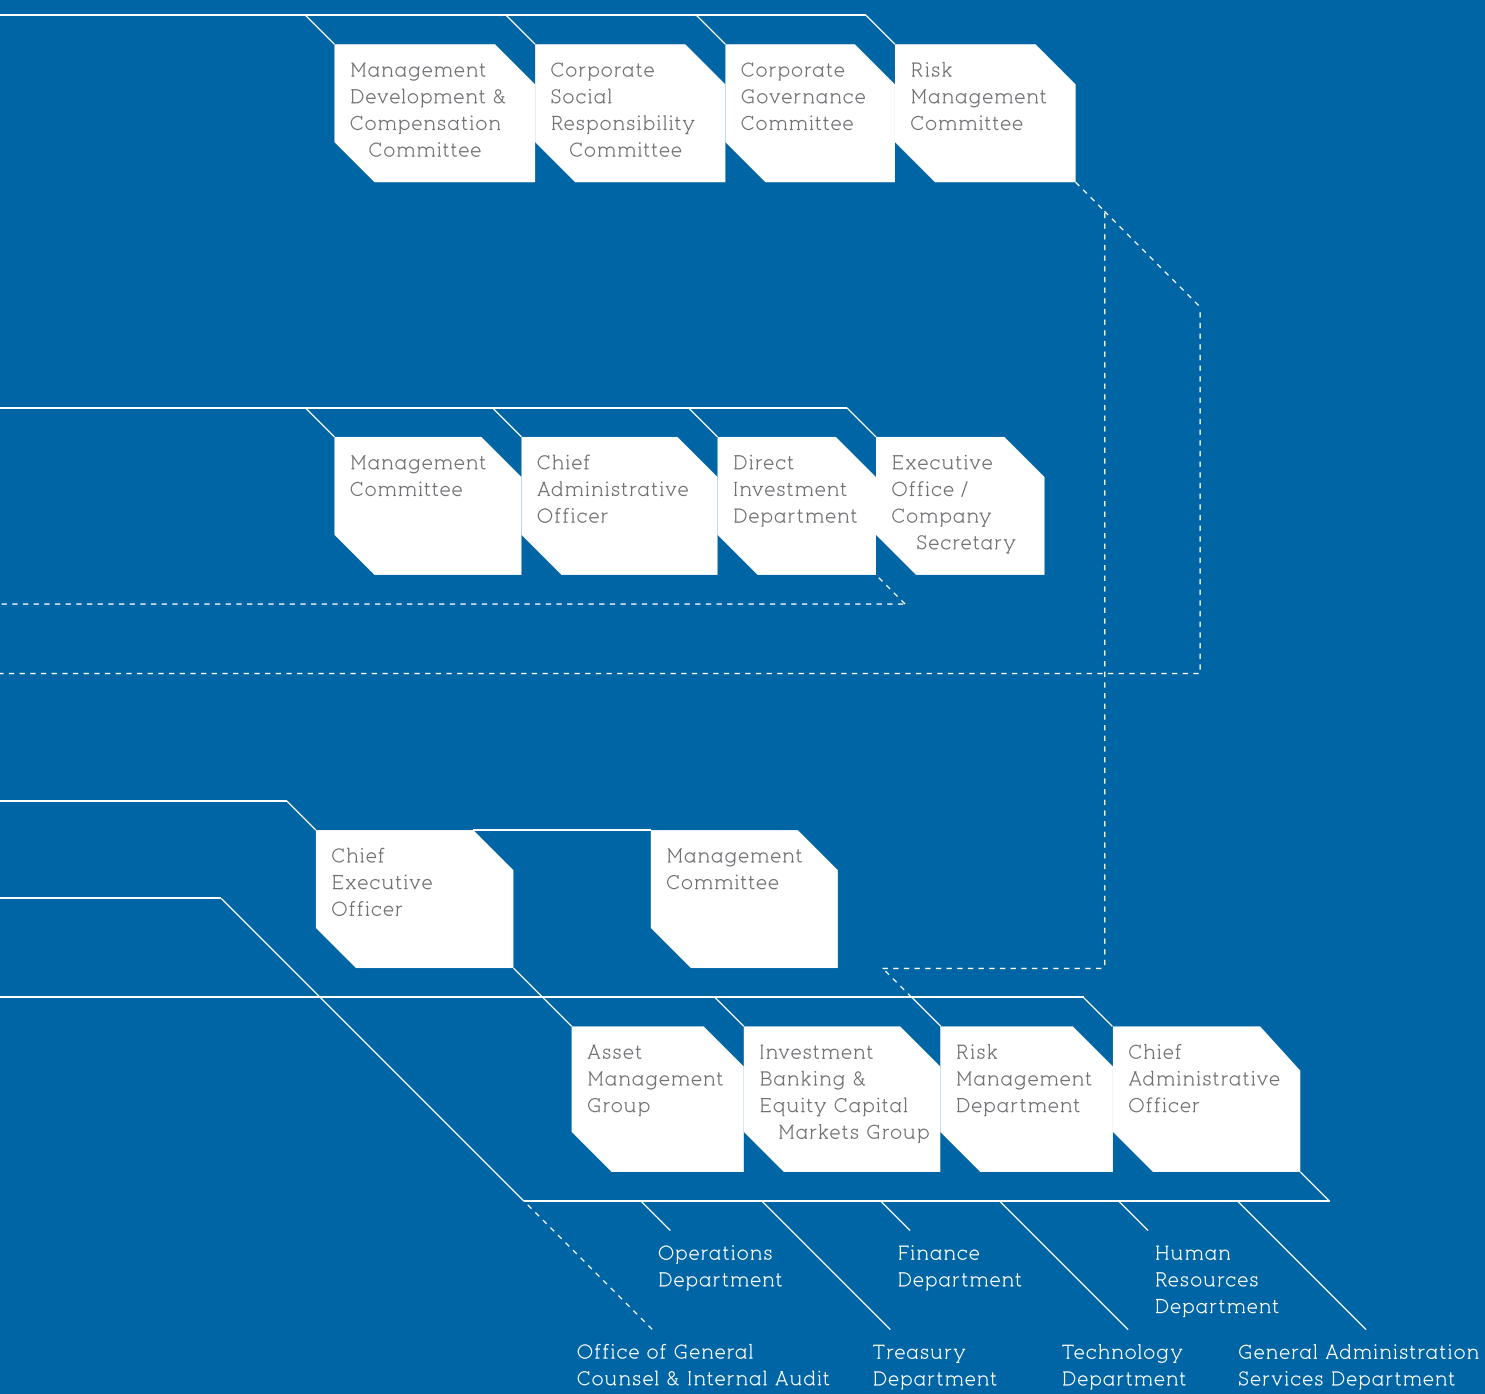 Management
Development &
Compensation
Committee
Corporate
Social
Responsibility
Committee
Corporate
Governance
Committee
Risk
Management
Committee
Management
Committee
Chief
Administrative
Officer
Direct
Investment
Department
Executive
Office /
Company
Secretary
Chief
Executive
Officer
Management
Committee
Asset
Management
Group
Investment
Banking &
Equity Capital
Markets Group
Risk
Management
Department
Chief
Administrative
Officer
Operations
Department
Finance
Department
Human
Resources
Department
Office of General
Counsel & Internal Audit
Treasury
Department
Technology
Department
General Administration
Services Department